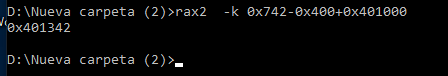 D:\Nueva carpeta (2)>rax2  -k 0x742-0x400+0x401000
0x401342

D:\Nueva carpeta (2)>